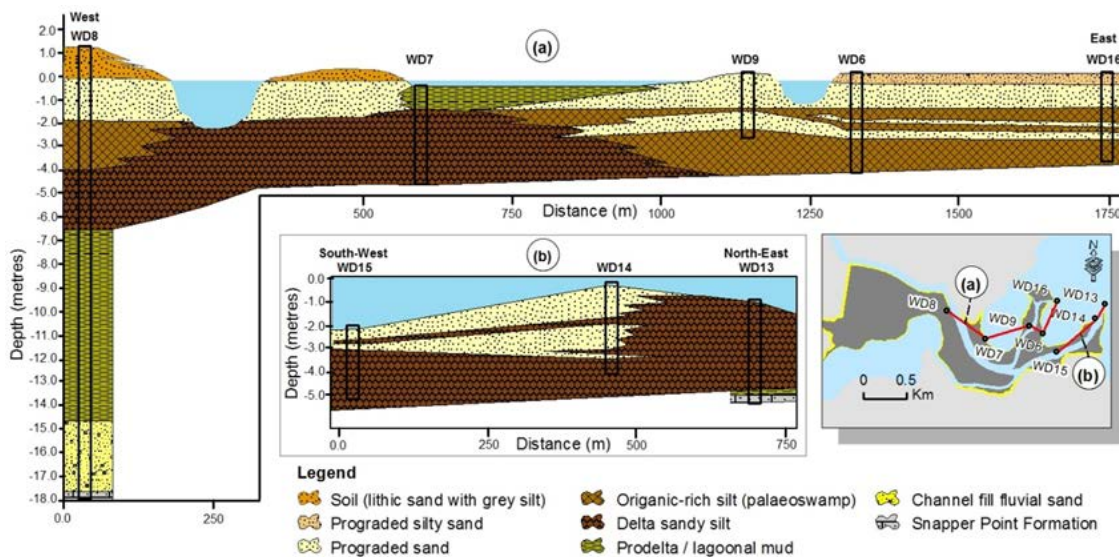 West
WD8
(a)
WD7
WD9
WD6
East
WD16
2.0
1.0
0.0
-1.0
-2.0
-3.0
-4.0
-5.0
-6.0
-7.0
-8.0
-9.0
-10.0
-11.0
-12.0
-13.0
-14.0
-15.0
-16.0
-17.0
-18.0
Depth (metres)
0.0
250
500
750
1000
1250
1500
1750
Distance (m)
South-West
WD15
(b)
WD14
North-East
WD13
0.0
-1.0
-2.0
-3.0
-4.0
-5.0
Depth (metres)
0.0
250
500
750
Distance (m)
N
WD8
(a)
WD7
WD9
WD16
WD6
WD13
WD14
WD15
(b)
0 0.5
Km
Legend
Soil (lithic sand with grey silt)
Prograded silty sand
Prograded sand
Origanic-rich silt (palaeoswamp)
Delta sandy silt
Prodelta / lagoonal mud
Channel fill fluvial sand
Snapper Point Formation